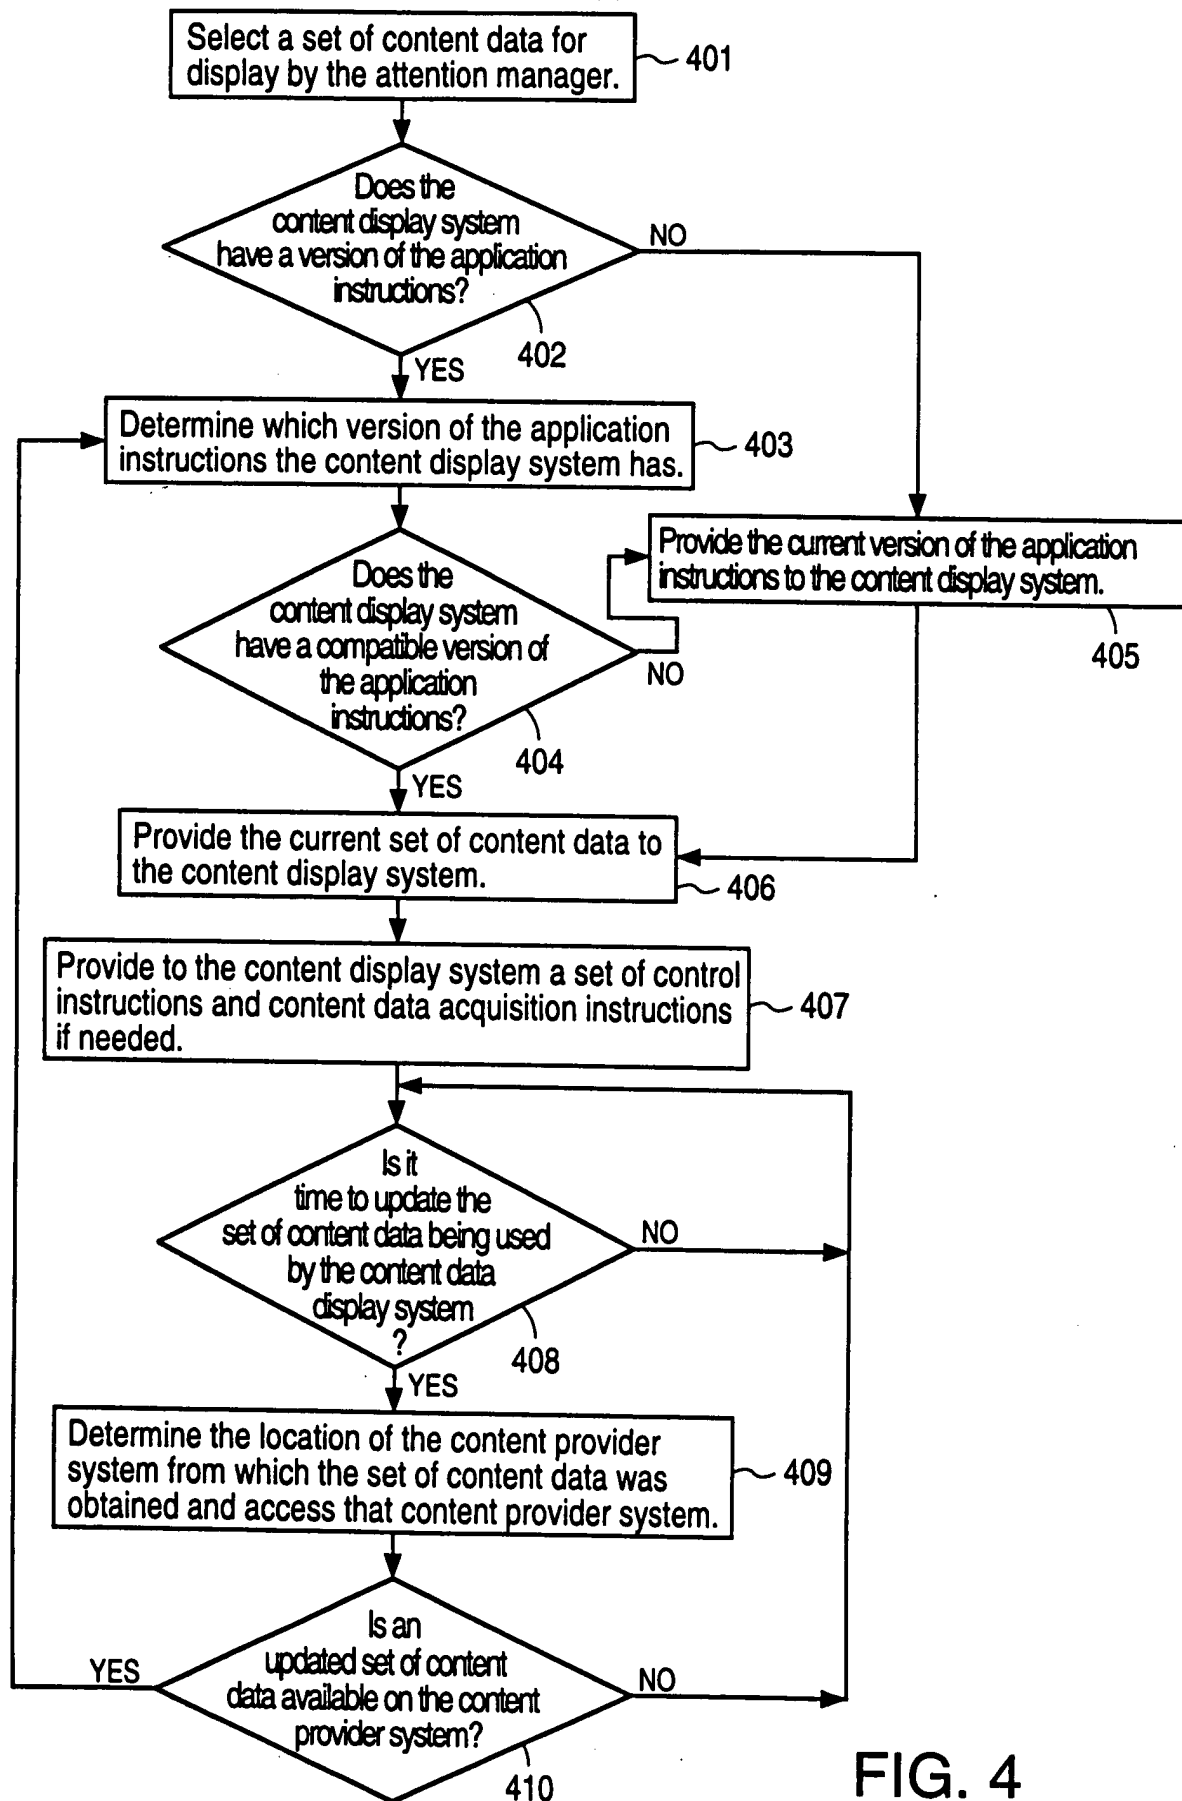 Select a set of content data for
display by the attention manager.
401
Does the
content display system
have a version of the application
instructions?
NO
402
YES
Determine which version of the application
instructions the content display system has.
403
Does the
content display system
have a compatible version of
the application
instructions?
NO
404
Provide the current version of the application
instructions to the content display system.
405
YES
Provide the current set of content data to
the content display system.
406
Provide to the content display system a set of control
instructions and content data acquisition instructions
if needed.
407
Is it
time to update the
set of content data being used
by the content data
display system
?
NO
408
YES
Determine the location of the content provider
system from which the set of content data was
obtained and access that content provider system.
409
Is an
updated set of content
data available on the content
provider system?
YES
NO
410
FIG. 4